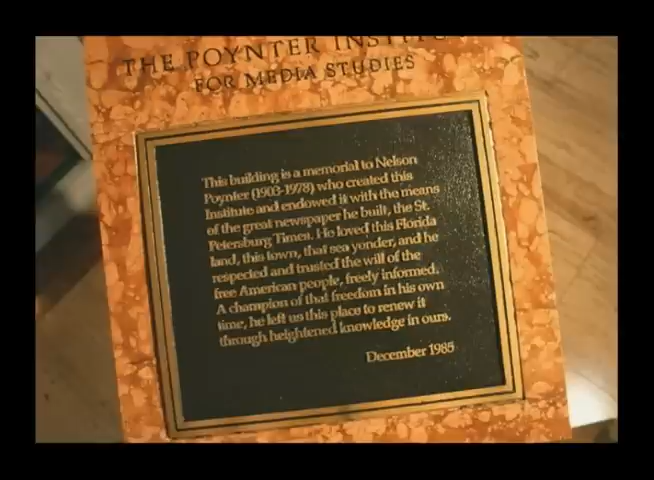 THE POYNTER INSTITUTE
FOR MEDIA STUDIES
This building is a memorial to Nelson
Poynter (1903-1978) who created this
Institute and endowed it with the means
of the great newspaper he built, the St.
Petersburg Times. He loved this Florida
land, this town, that sea yonder, and he
respected and trusted the will of the
free American people, freely informed.
A champion of that freedom in his own
time, he left us this place to renew it
through heightened knowledge in ours.
December 1985